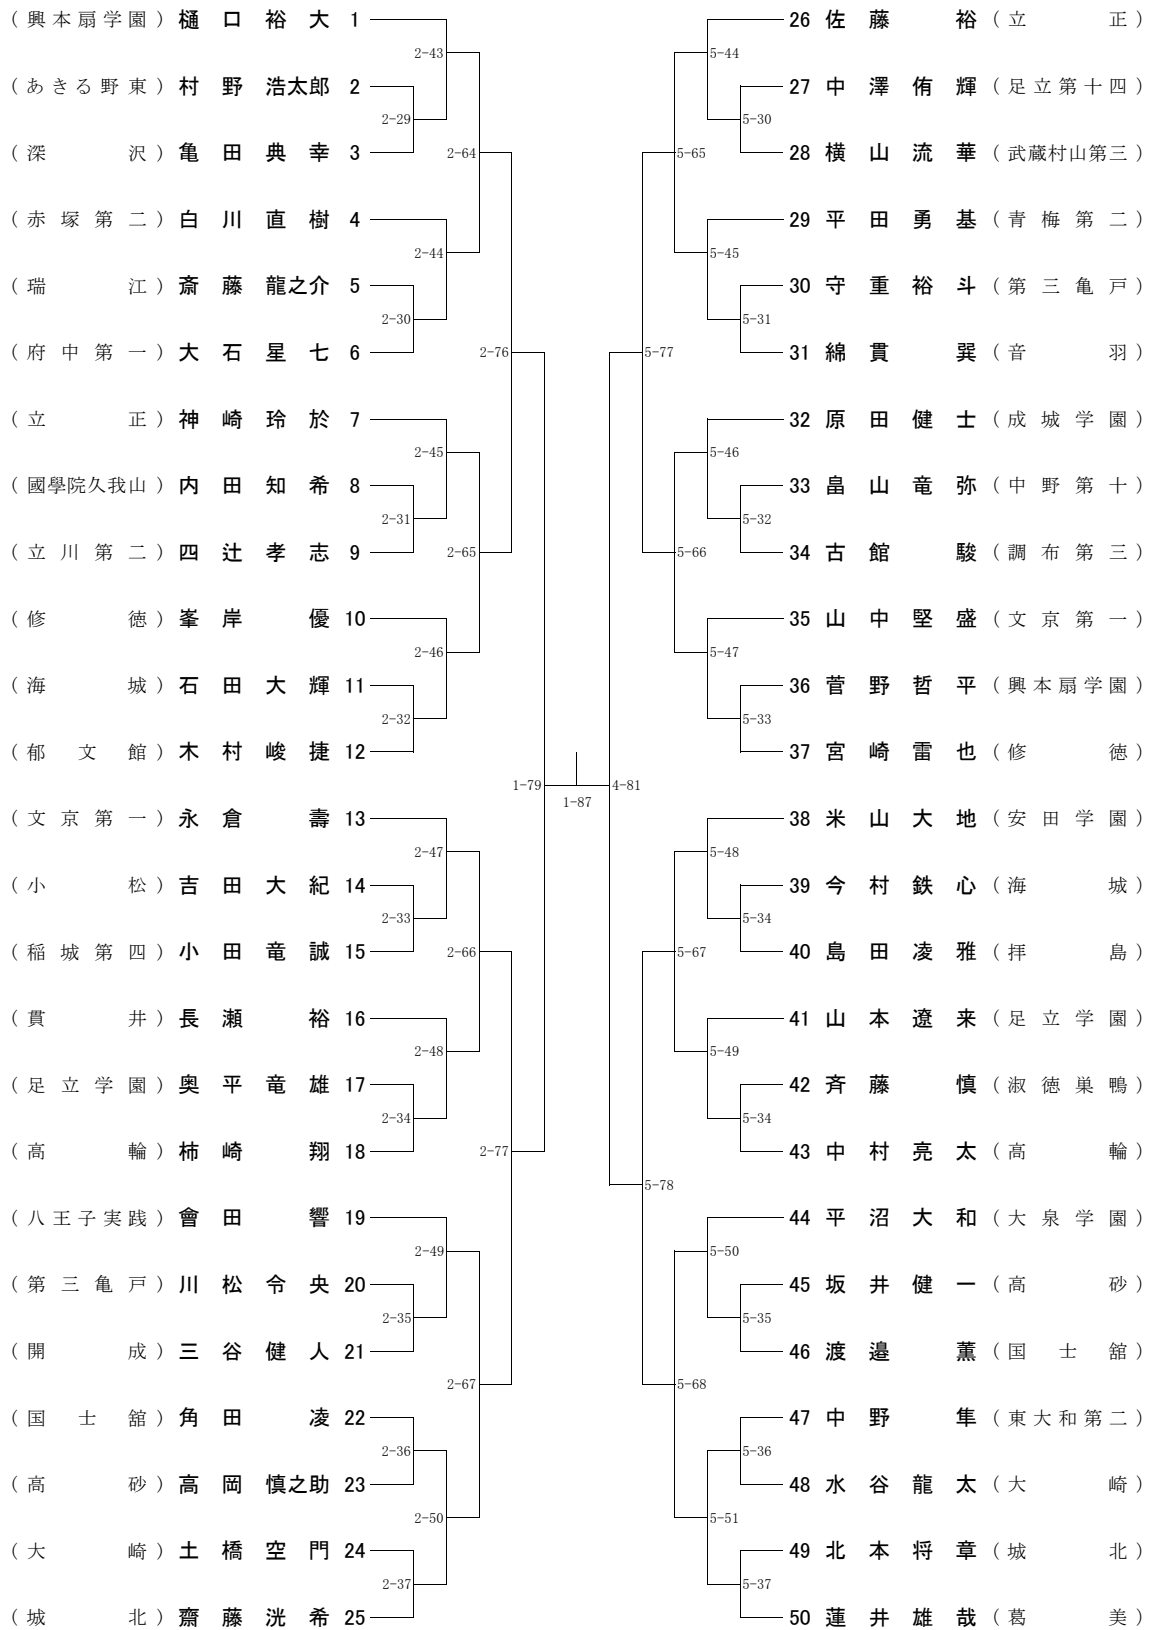 （興本扇学園）樋口裕大 1
（あきる野東）村野浩太郎 2
（深沢）亀田典幸 3
（赤塚第二）白川直樹 4
（瑞江）斎藤龍之介 5
（府中第一）大石星七 6
（立正）神崎玲於 7
（國學院久我山）内田知希 8
（立川第二）四辻孝志 9
（修徳）峯岸優 10
（海城）石田大輝 11
（郁文館）木村峻捷 12
（文京第一）永倉壽 13
（小松）吉田大紀 14
（稲城第四）小田竜誠 15
（貫井）長瀬裕 16
（足立学園）奥平竜雄 17
（高輪）柿崎翔 18
（八王子実践）會田響 19
（第三亀戸）川松令央 20
（開成）三谷健人 21
（国士舘）角田凌 22
（高砂）高岡慎之助 23
（大崎）土橋空門 24
（城北）齋藤洸希 25
2-43
2-29
2-64
2-44
2-30
2-76
2-45
2-31
2-65
2-46
2-32
1-79
2-47
2-33
2-66
2-48
2-34
2-77
2-49
2-35
2-67
2-36
2-50
2-37
1-87
4-81
5-44
5-30
5-65
5-45
5-31
5-77
5-46
5-32
5-66
5-47
5-33
5-48
5-34
5-67
5-49
5-34
5-78
5-50
5-35
5-68
5-36
5-51
5-37
26 佐藤裕（立正）
27 中澤侑輝（足立第十四）
28 横山流華（武蔵村山第三）
29 平田勇基（青梅第二）
30 守重裕斗（第三亀戸）
31 綿貫巽（音羽）
32 原田健士（成城学園）
33 畠山竜弥（中野第十）
34 古館駿（調布第三）
35 山中堅盛（文京第一）
36 菅野哲平（興本扇学園）
37 宮崎雷也（修徳）
38 米山大地（安田学園）
39 今村鉄心（海城）
40 島田凌雅（拝島）
41 山本遼来（足立学園）
42 斉藤慎（淑徳巣鴨）
43 中村亮太（高輪）
44 平沼大和（大泉学園）
45 坂井健一（高砂）
46 渡邉薫（国士舘）
47 中野隼（東大和第二）
48 水谷龍太（大崎）
49 北本将章（城北）
50 蓮井雄哉（葛美）